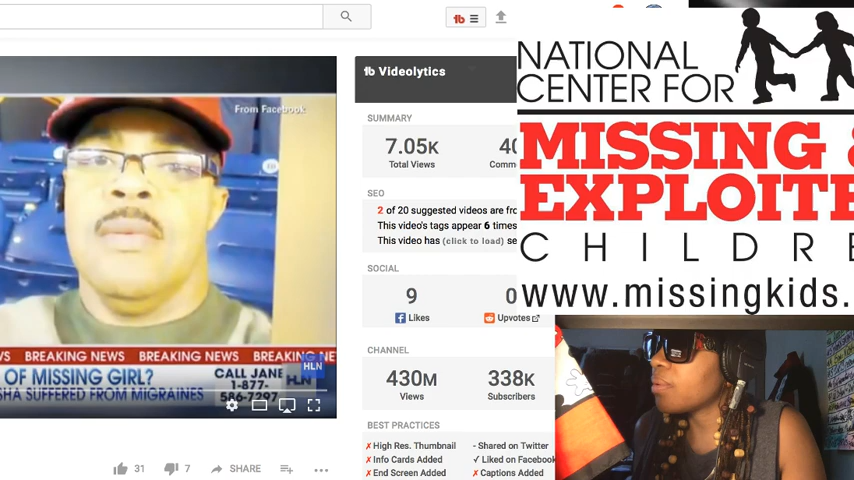 From Facebook
BREAKING NEWS BREAKING NEWS BREAKING
OF MISSING GIRL?
SUFFERED FROM MIGRAINES
CALL JANE
1-877-
586-7297
HLN
HLN
31
7
SHARE
tb
tb Videolytics
SUMMARY
7.05K
Total Views
SEO
2 of 20 suggested videos are
This video's tags appear 6 times
This video has (click to load)
SOCIAL
9
Likes
0
Upvotes
CHANNEL
430M
Views
338K
Subscribers
BEST PRACTICES
✗ High Res. Thumbnail
- Shared on Twitter
✗ Info Cards Added
✓ Liked on Facebook
✗ End Screen Added
✗ Captions Added
NATIONAL
CENTER FOR
MISSING &
EXPLOITE
CHILDRE
www.missingkids.